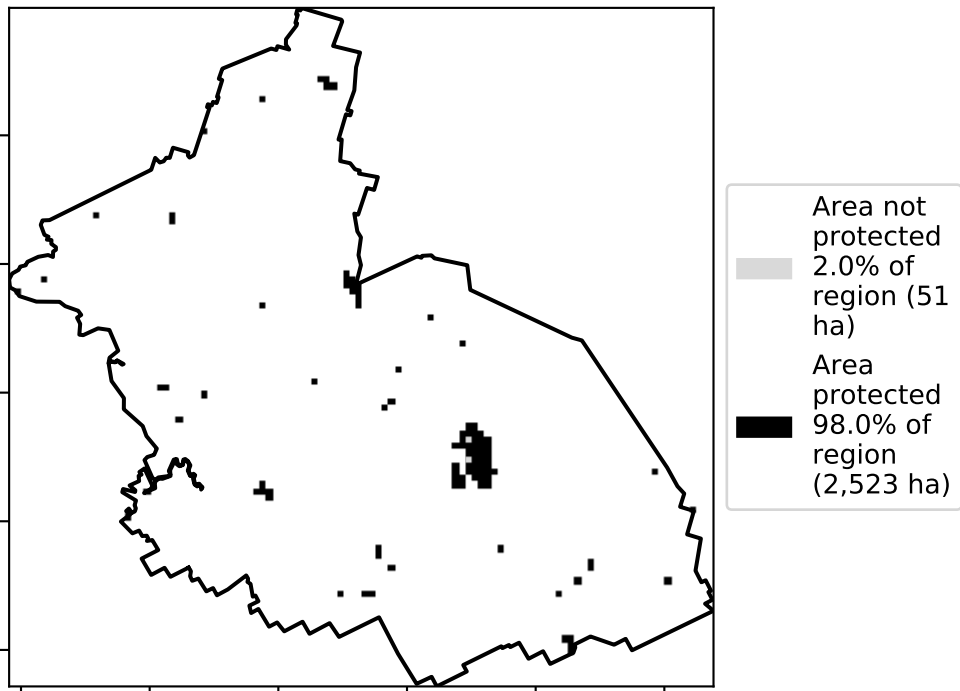 Area not
protected
2.0% of
region (51
ha)
Area
protected
98.0% of
region
(2,523 ha)